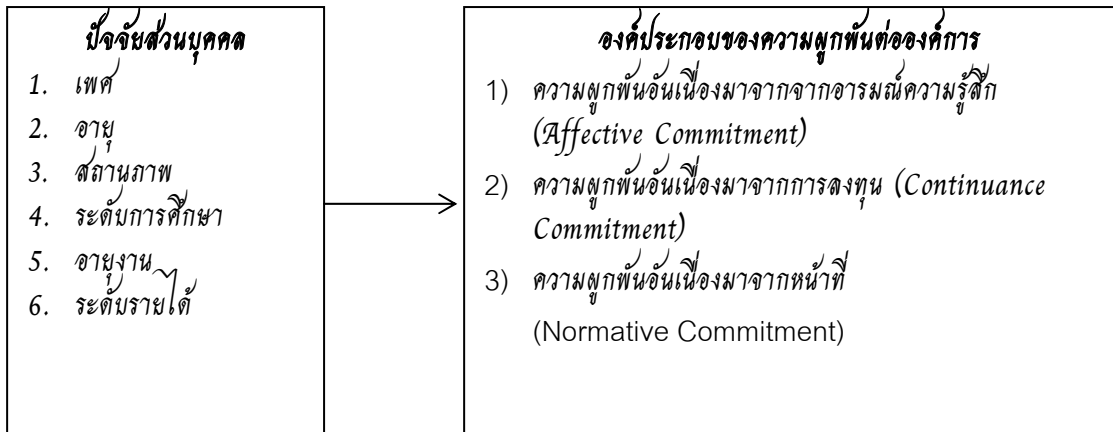 ปัจจัยส่วนบุคคล
1. เพศ
2. อายุ
3. สถานภาพ
4. ระดับการศึกษา
5. อายุงาน
6. ระดับรายได้
องค์ประกอบของความผูกพันต่อองค์การ
1) ความผูกพันอันเนื่องมาจากจากอารมณ์ความรู้สึก
(Affective Commitment)
2) ความผูกพันอันเนื่องมาจากการลงทุน (Continuance
Commitment)
3) ความผูกพันอันเนื่องมาจากหน้าที่
(Normative Commitment)